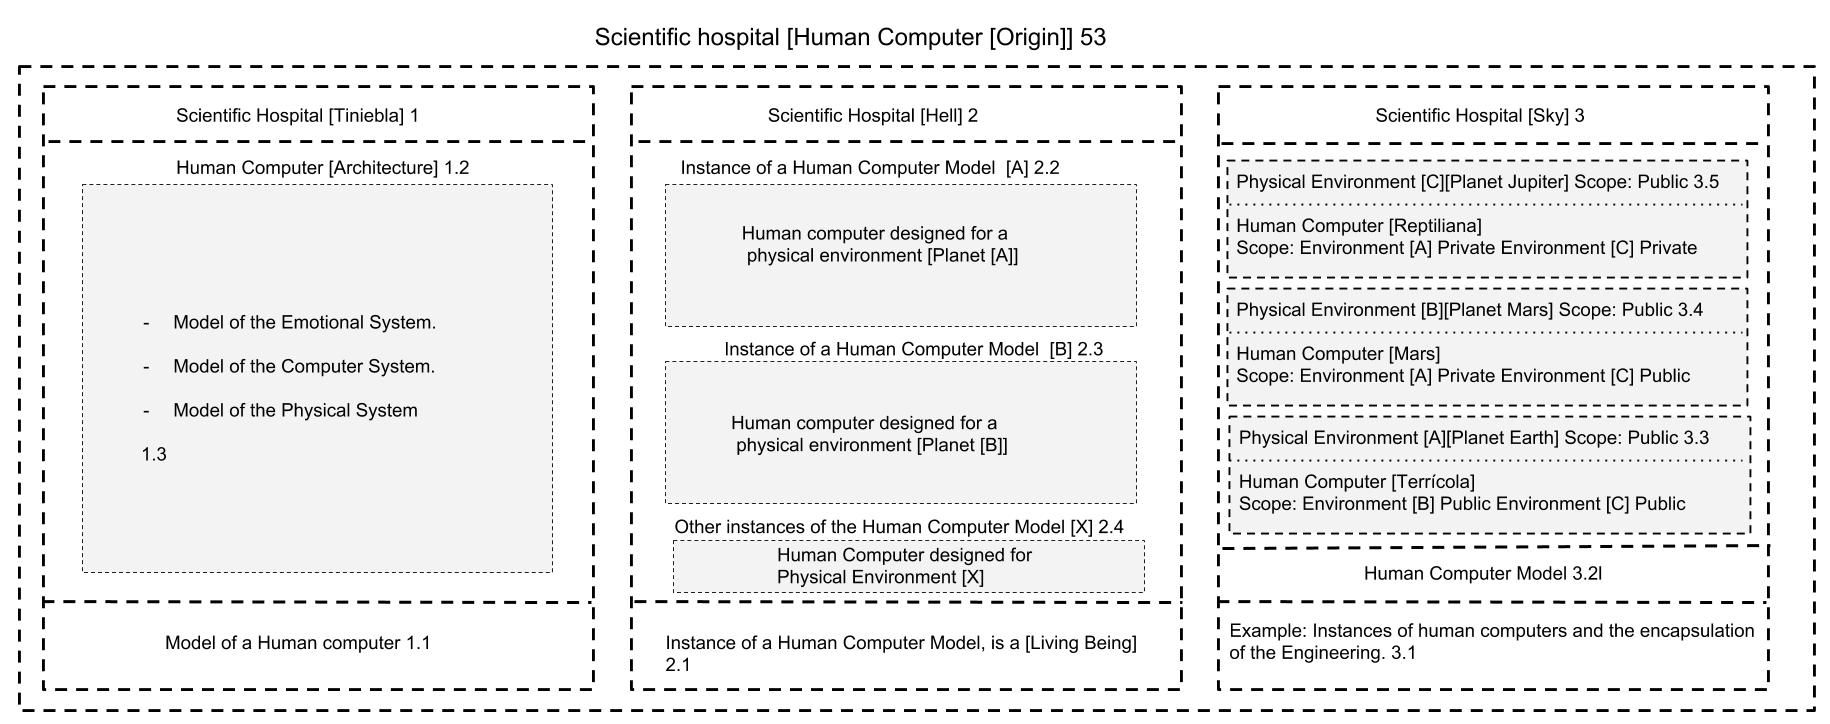 Scientific hospital [Human Computer [Origin]] 53
Scientific Hospital [Tiniebla] 1
Human Computer [Architecture] 1.2
- Model of the Emotional System.
- Model of the Computer System.
- Model of the Physical System
1.3
Model of a Human computer 1.1
Scientific Hospital [Hell] 2
Instance of a Human Computer Model [A] 2.2
Human computer designed for a
physical environment [Planet [A]]
Instance of a Human Computer Model [B] 2.3
Human computer designed for a
physical environment [Planet [B]]
Other instances of the Human Computer Model [X] 2.4
Human Computer designed for
Physical Environment [X]
Instance of a Human Computer Model, is a [Living Being]
2.1
Scientific Hospital [Sky] 3
Physical Environment [C][Planet Jupiter] Scope: Public 3.5
Human Computer [Reptiliana]
Scope: Environment [A] Private Environment [C] Private
Physical Environment [B][Planet Mars] Scope: Public 3.4
Human Computer [Mars]
Scope: Environment [A] Private Environment [C] Public
Physical Environment [A][Planet Earth] Scope: Public 3.3
Human Computer [Terrícola]
Scope: Environment [B] Public Environment [C] Public
Human Computer Model 3.2l
Example: Instances of human computers and the encapsulation
of the Engineering. 3.1